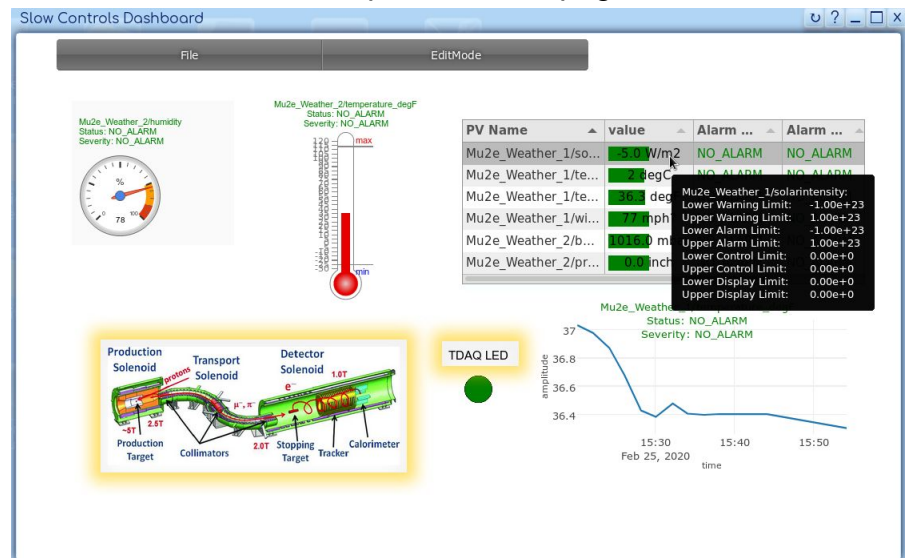 Slow Controls Dashboard
File
EditMode
Mu2e_Weather_2/humidity
Status: NO_ALARM
Severity: NO_ALARM
%
0
100
78
Mu2e_Weather_2/temperature_degF
Status: NO_ALARM
Severity: NO_ALARM
max
min
PV Name value Alarm ... Alarm ...
Mu2e_Weather_1/so... -5.0 W/m2 NO_ALARM NO_ALARM
Mu2e_Weather_1/te... 2 degC NO_ALARM NO_ALARM
Mu2e_Weather_1/te... 36.3 deg
Mu2e_Weather_1/wi... 77 mph
Mu2e_Weather_2/b... 1016.0 mb
Mu2e_Weather_2/pr... 0.0 inch
Mu2e_Weather_1/solarintensity:
Lower Warning Limit: -1.00e+23
Upper Warning Limit: 1.00e+23
Lower Alarm Limit: -1.00e+23
Upper Alarm Limit: 1.00e+23
Lower Control Limit: 0.00e+0
Upper Control Limit: 0.00e+0
Lower Display Limit: 0.00e+0
Upper Display Limit: 0.00e+0
Production Solenoid
protons
Transport Solenoid
Detector Solenoid
1.0T
e-
μ-, π-
~5T
2.5T
2.0T
Production Target
Collimators
Stopping Target
Tracker
Calorimeter
TDAQ LED
Status: NO_ALARM
Severity: NO_ALARM
37
36.8
36.6
36.4
amplitude
15:30 15:40 15:50
Feb 25, 2020
time